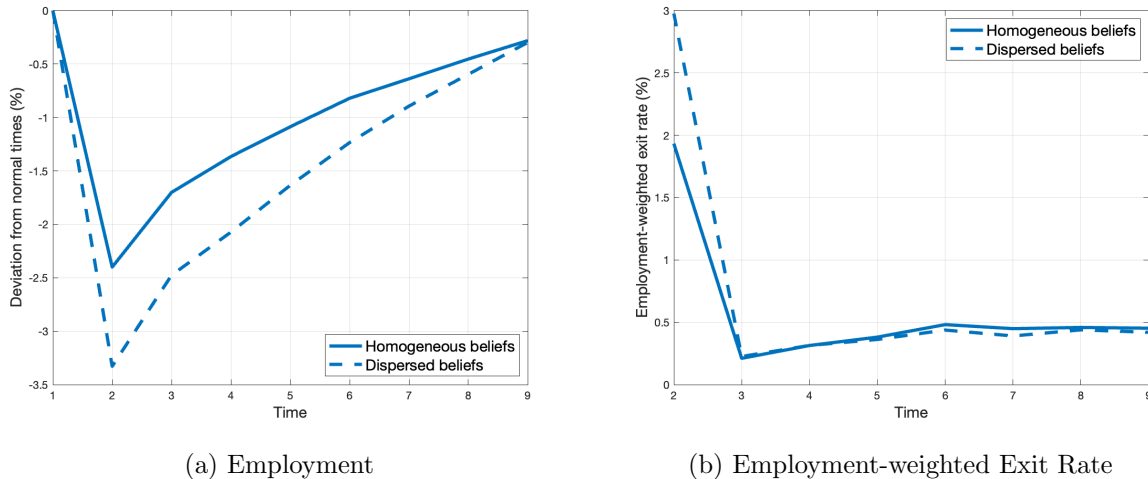 Deviation from normal times (%)
0
-0.5
-1
-1.5
-2
-2.5
-3
-3.5
Homogeneous beliefs
Dispersed beliefs
1 2 3 4 5 6 7 8 9
Time
(a) Employment
Employment-weighted exit rate (%)
3
2.5
2
1.5
1
0.5
0
Homogeneous beliefs
Dispersed beliefs
2 3 4 5 6 7 8 9
Time
(b) Employment-weighted Exit Rate